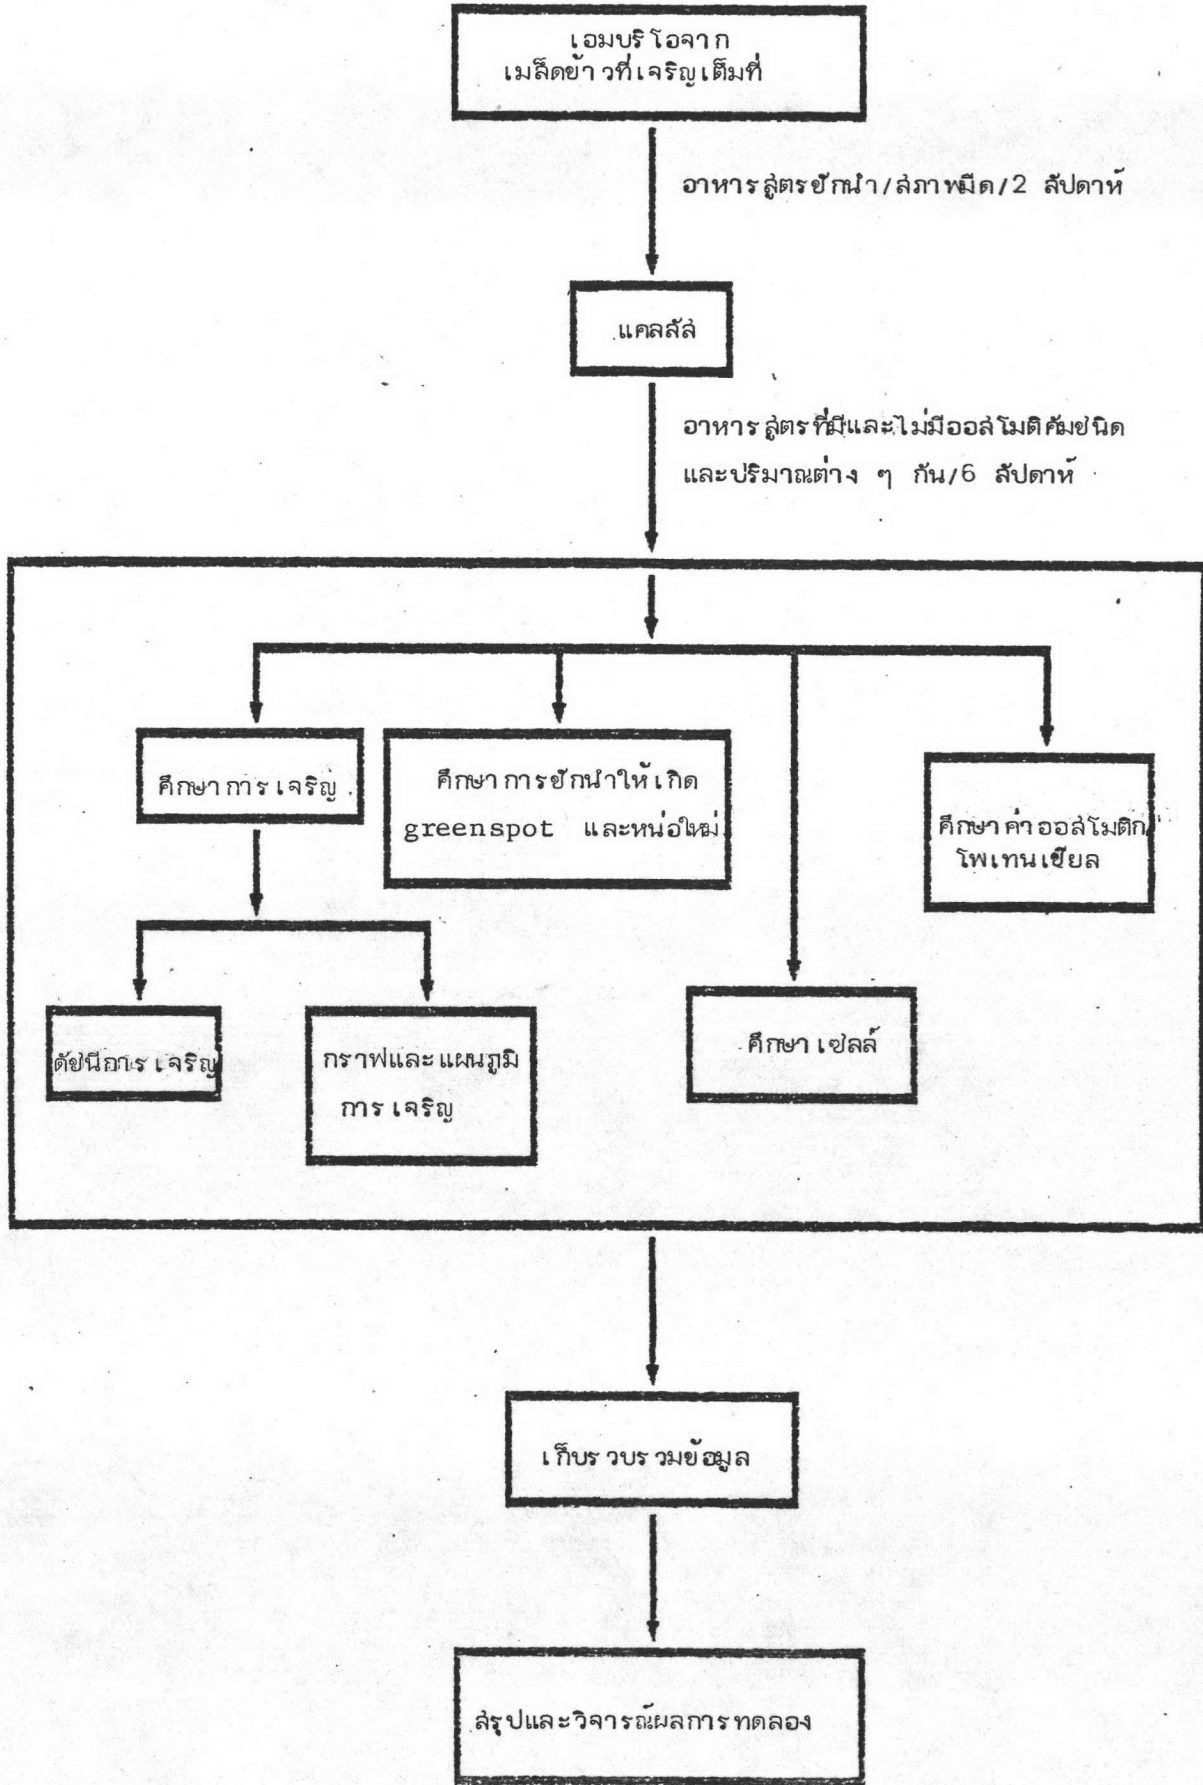 เอมบริโอจาก
เมล็ดข้าวที่เจริญเต็มที่
อาหารสูตรชักนำ/สภาพมืด/2 สัปดาห์
แคลลัส
อาหารสูตรที่มีและไม่มีออสโมติคัมชนิด
และปริมาณต่าง ๆ กัน/6 สัปดาห์
ศึกษาการเจริญ
ศึกษาการชักนำให้เกิด
greenspot และหน่อใหม่
ศึกษาค่าออสโมติก
โพเทนเชียล
ดัชนีการเจริญ
กราฟและแผนภูมิ
การเจริญ
ศึกษาเซลล์
เก็บรวบรวมข้อมูล
สรุปและวิจารณ์ผลการทดลอง